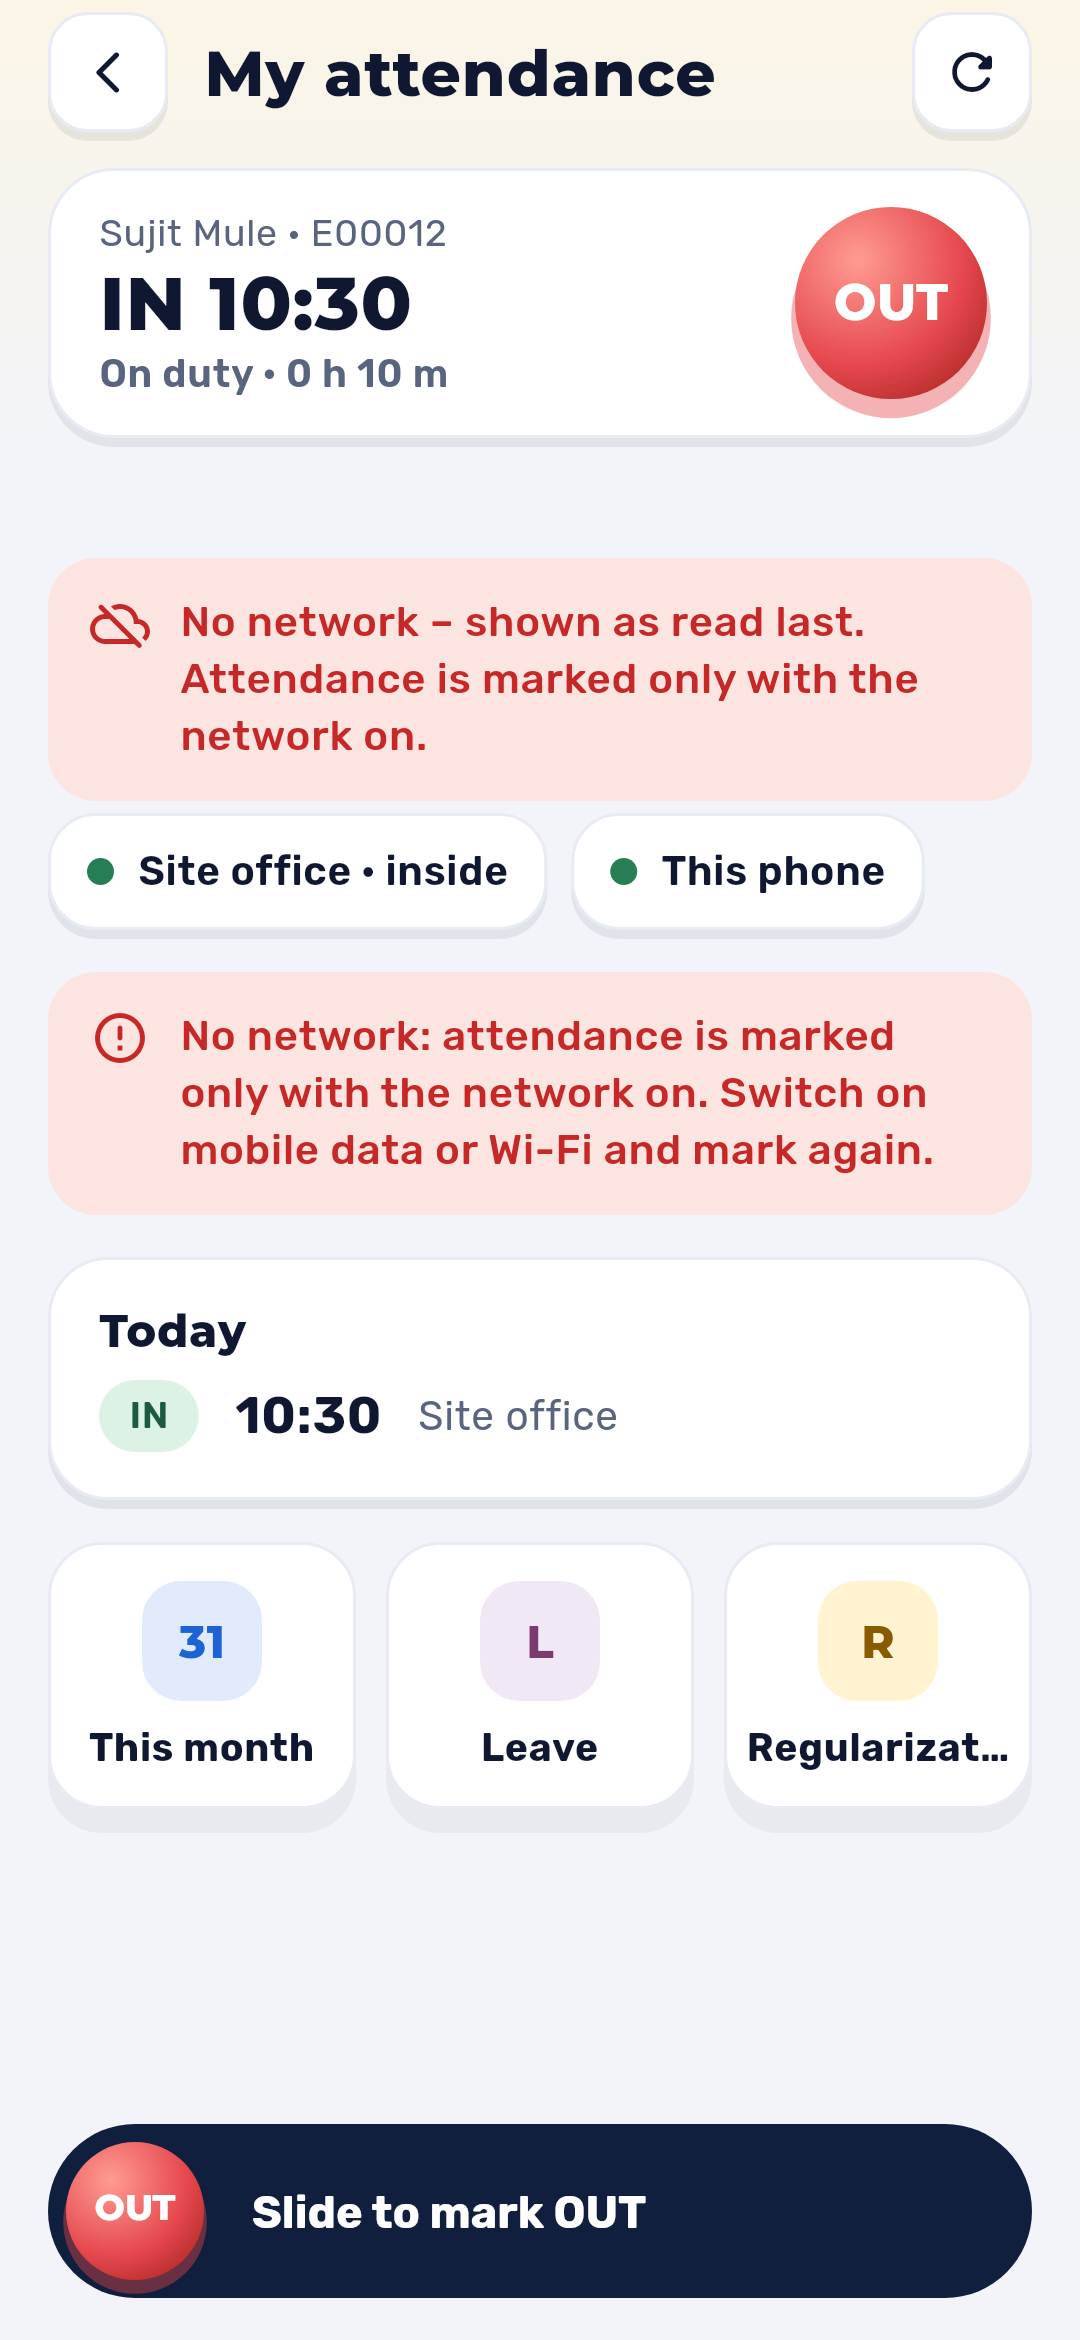 My attendance
Sujit Mule • E00012
IN 10:30
On duty • 0 h 10 m
OUT
No network – shown as read last.
Attendance is marked only with the
network on.
Site office • inside
This phone
No network: attendance is marked
only with the network on. Switch on
mobile data or Wi-Fi and mark again.
Today
IN 10:30 Site office
31
This month
L
Leave
R
Regularizat...
OUT
Slide to mark OUT